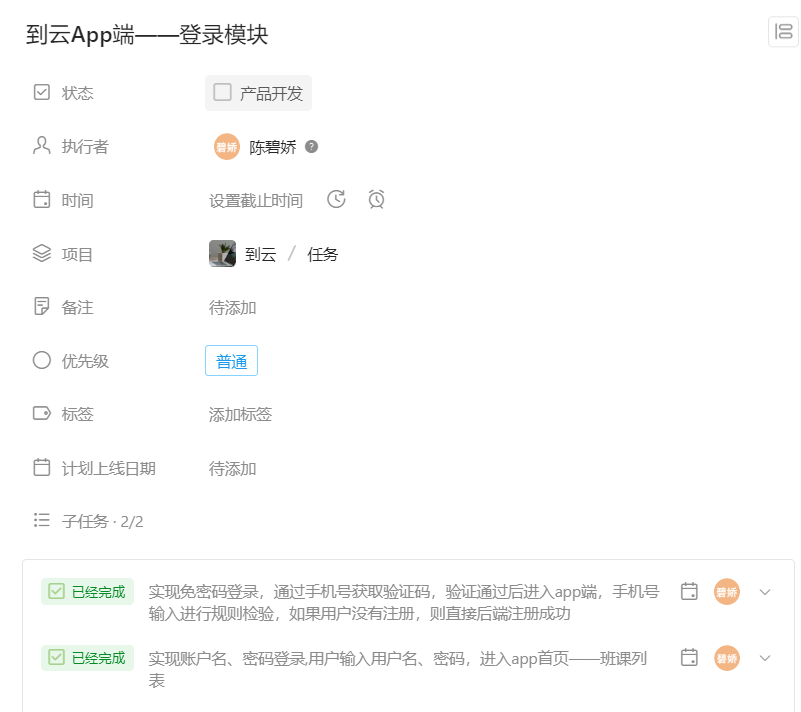 到云App端——登录模块
状态 产品开发
执行者 碧娇 陈碧娇 ?
时间 设置截止时间
项目 到云 / 任务
备注 待添加
优先级 普通
标签 添加标签
计划上线日期 待添加
子任务 · 2/2
已经完成 实现免密码登录，通过手机号获取验证码，验证通过后进入app端，手机号 碧娇
输入进行规则检验，如果用户没有注册，则直接后端注册成功
已经完成 实现账户名、密码登录,用户输入用户名、密码，进入app首页——班课列 碧娇
表